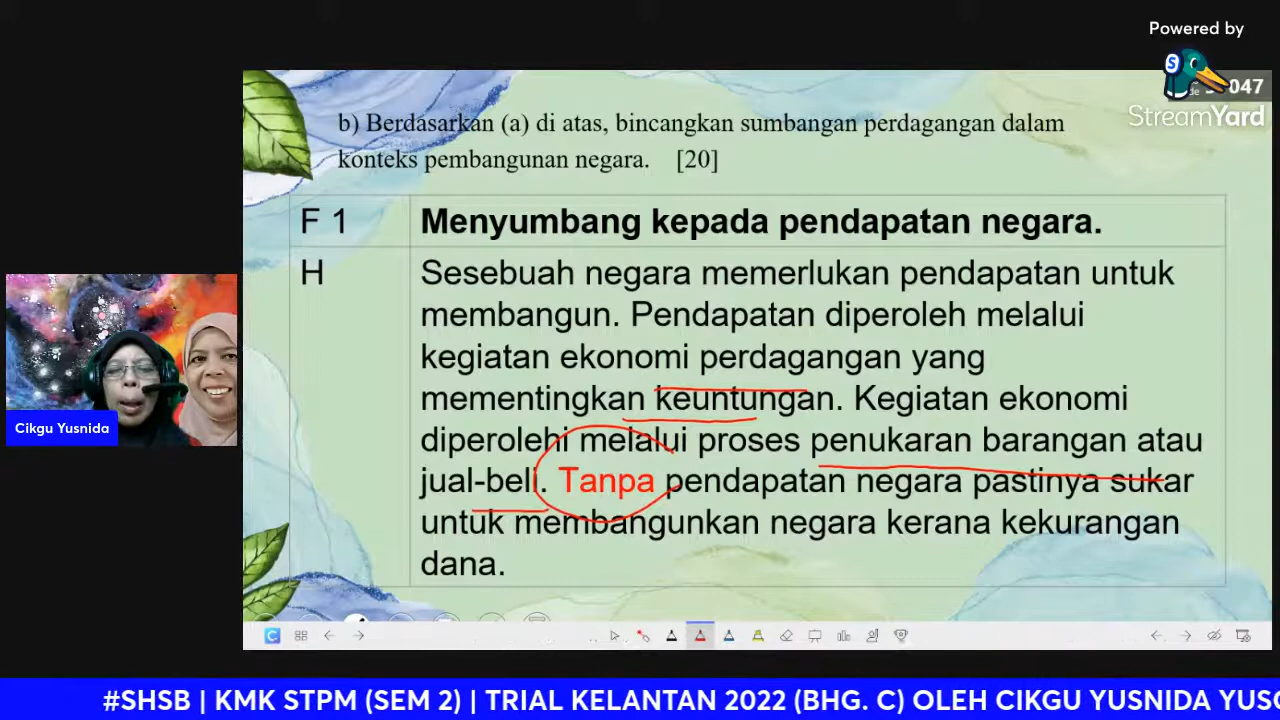 Powered by
047
StreamYard
b) Berdasarkan (a) di atas, bincangkan sumbangan perdagangan dalam
konteks pembangunan negara. [20]
F 1
Menyumbang kepada pendapatan negara.
H
Sesebuah negara memerlukan pendapatan untuk
membangun. Pendapatan diperoleh melalui
kegiatan ekonomi perdagangan yang
mementingkan keuntungan. Kegiatan ekonomi
diperolehi melalui proses penukaran barangan atau
jual-beli. Tanpa pendapatan negara pastinya sukar
untuk membangunkan negara kerana kekurangan
dana.
Cikgu Yusnida
#SHSB | KMK STPM (SEM 2) | TRIAL KELANTAN 2022 (BHG. C) OLEH CIKGU YUSNIDA YUS